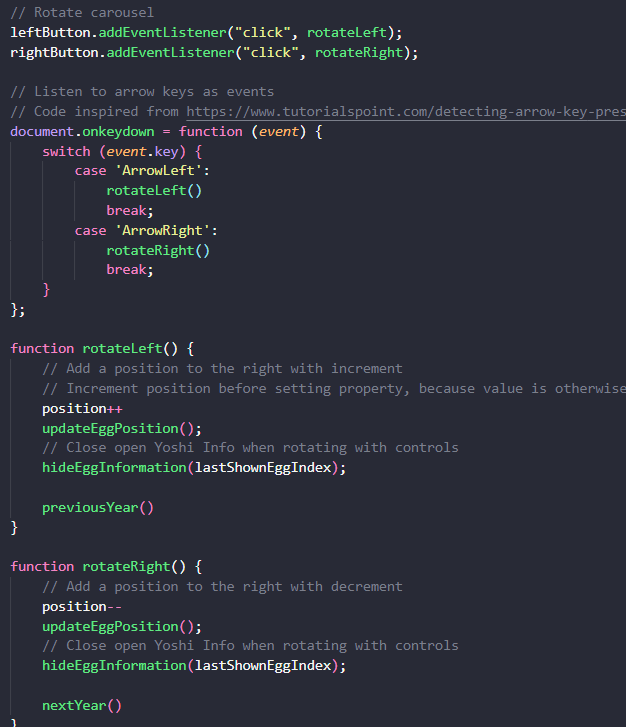 // Rotate carousel
leftButton.addEventListener("click", rotateLeft);
rightButton.addEventListener("click", rotateRight);
// Listen to arrow keys as events
// Code inspired from https://www.tutorialspoint.com/detecting-arrow-key-pres
document.onkeydown = function (event) {
switch (event.key) {
case 'ArrowLeft':
rotateLeft()
break;
case 'ArrowRight':
rotateRight()
break;
}
};
function rotateLeft() {
// Add a position to the right with increment
// Increment position before setting property, because value is otherwise
position++
updateEggPosition();
// Close open Yoshi Info when rotating with controls
hideEggInformation(lastShownEggIndex);
previousYear()
}
function rotateRight() {
// Add a position to the right with decrement
position--
updateEggPosition();
// Close open Yoshi Info when rotating with controls
hideEggInformation(lastShownEggIndex);
nextYear()
}